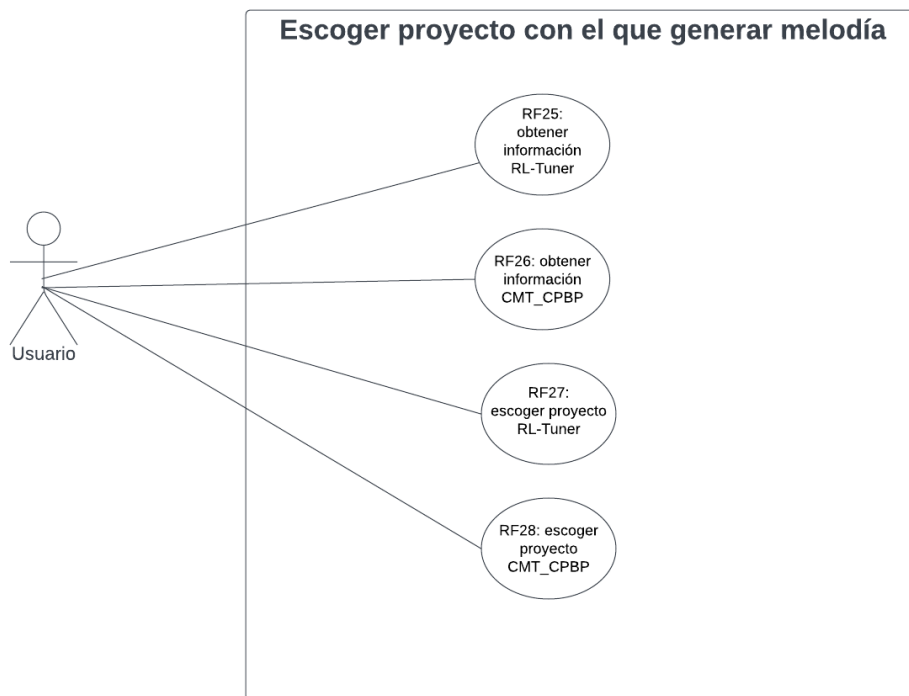 Escoger proyecto con el que generar melodía
RF25:
obtener
información
RL-Tuner
RF26: obtener
información
CMT_CPBP
Usuario
RF27:
escoger proyecto
RL-Tuner
RF28: escoger
proyecto
CMT_CPBP